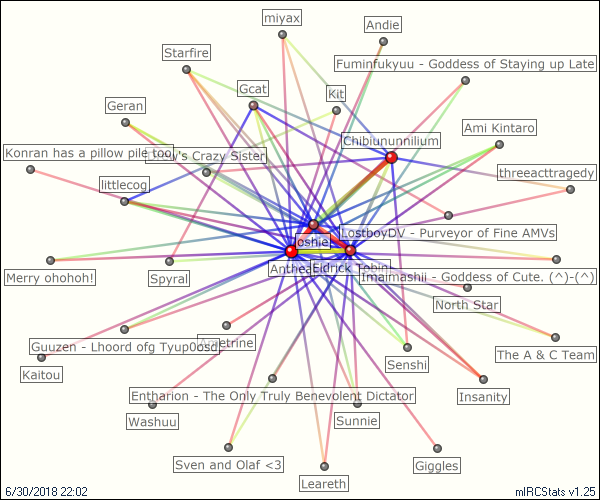 miyax
Andie
Starfire
Fuminfukyuu - Goddess of Staying up Late
Gcat
Kit
Geran
Ami Kintaro
Chibiununnilium
Konran has a pillow pile too
's Crazy Sister
threeacttragedy
littlecog
LostboyDV - Purveyor of Fine AMVs
oshie
Merry ohohoh!
Spyral
Anthea
Eldrick Tobin
Imaimashii - Goddess of Cute. (^)-(^)
North Star
Guuzen - Lhoord ofg Tyup0osd
Ametrine
The A & C Team
Kaitou
Senshi
Entharion - The Only Truly Benevolent Dictator
Insanity
Washuu
Sunnie
Sven and Olaf <3
Giggles
Leareth
6/30/2018 22:02
mIRCStats v1.25